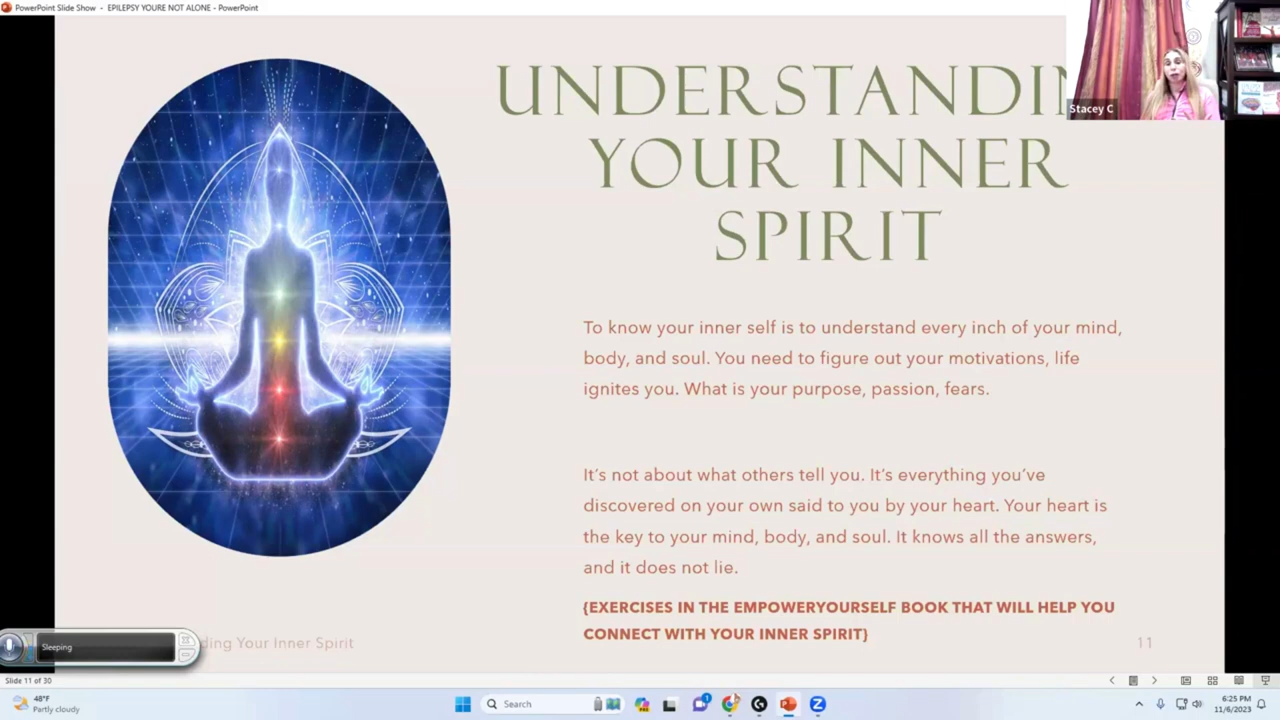 PowerPoint Slide Show - EPILEPSY YOURE NOT ALONE - PowerPoint
Stacey C
UNDERSTANDIN
YOUR INNER
SPIRIT
To know your inner self is to understand every inch of your mind,
body, and soul. You need to figure out your motivations, life
ignites you. What is your purpose, passion, fears.
It's not about what others tell you. It's everything you've
discovered on your own said to you by your heart. Your heart is
the key to your mind, body, and soul. It knows all the answers,
and it does not lie.
{EXERCISES IN THE EMPOWERYOURSELF BOOK THAT WILL HELP YOU
CONNECT WITH YOUR INNER SPIRIT}
Sleeping
ding Your Inner Spirit
11
Slide 11 of 30
48°F
Partly cloudy
Search
1
6:25 PM
11/6/2023